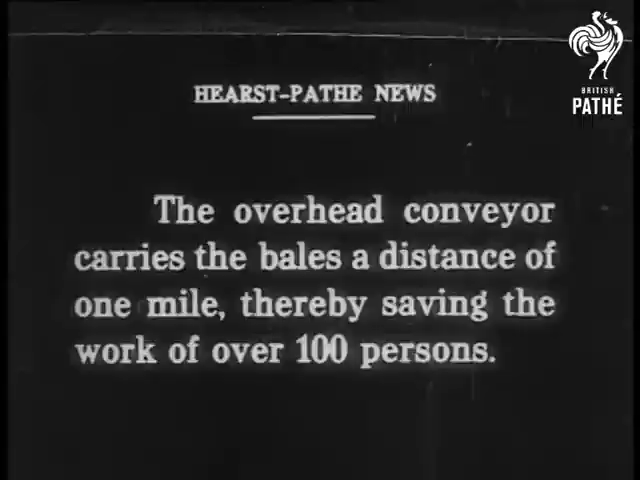 BRITISH
PATHÉ
HEARST-PATHE NEWS
The overhead conveyor
carries the bales a distance of
one mile, thereby saving the
work of over 100 persons.